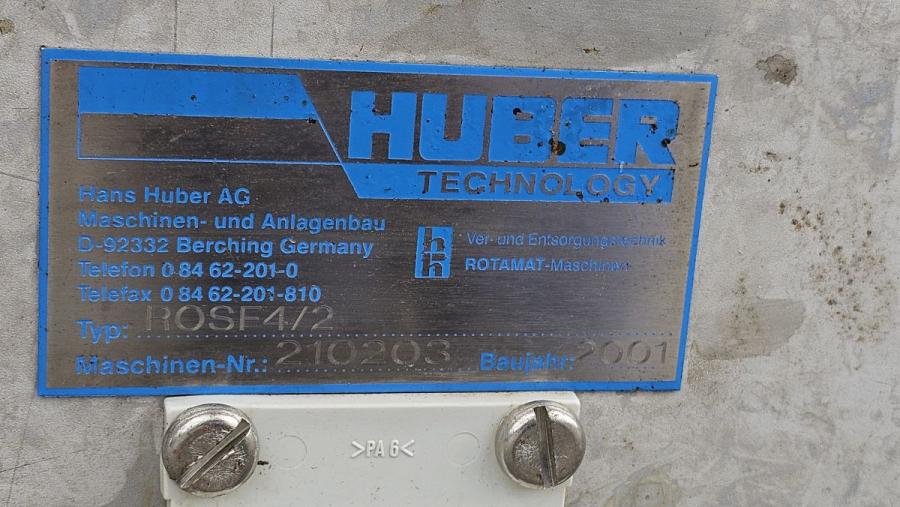 HUBER
TECHNOLOGY
Hans Huber AG
Maschinen- und Anlagenbau
D-92332 Berching Germany
Telefon 0 84 62-201-0
Telefax 0 84 62-201-810
hh
Ver- und Entsorgungstechnik
ROTAMAT-Maschinen
Typ: ROSF4/2
Maschinen-Nr.: 210203 Baujahr: 2001
>PA 6<